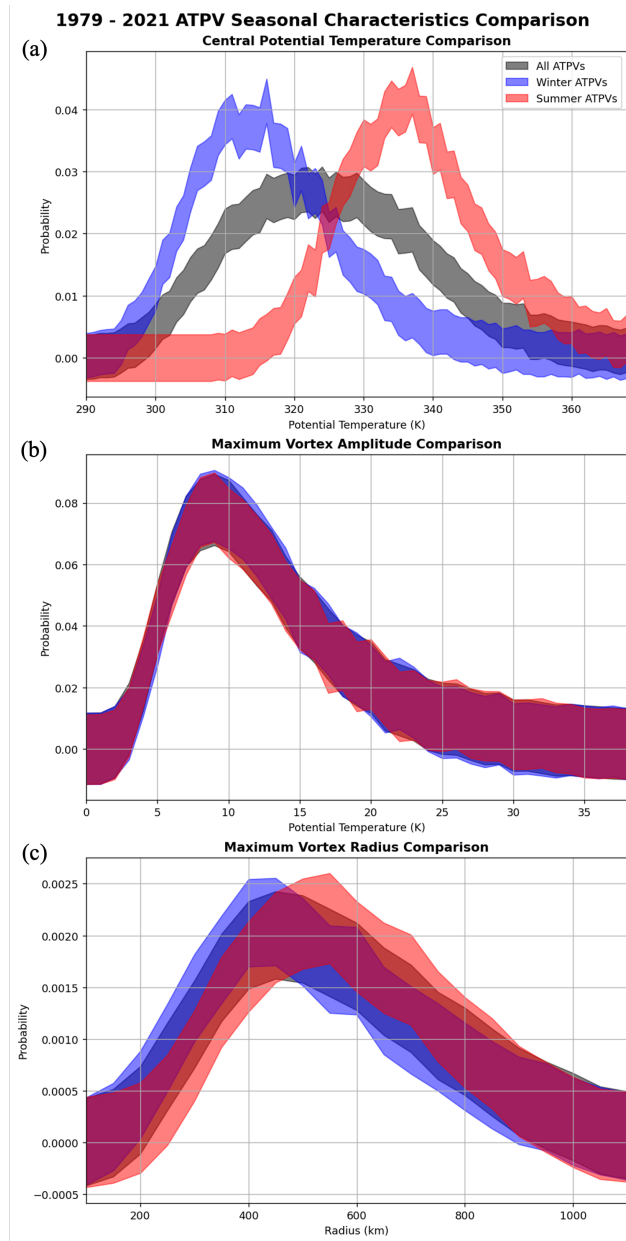 1979 - 2021 ATPV Seasonal Characteristics Comparison
(a)
Central Potential Temperature Comparison
All ATPVs
Winter ATPVs
Summer ATPVs
0.04
0.03
0.02
0.01
0.00
Probability
290 300 310 320 330 340 350 360
Potential Temperature (K)
(b)
Maximum Vortex Amplitude Comparison
0.08
0.06
0.04
0.02
0.00
Probability
0 5 10 15 20 25 30 35
Potential Temperature (K)
(c)
Maximum Vortex Radius Comparison
0.0025
0.0020
0.0015
0.0010
0.0005
0.0000
−0.0005
Probability
200 400 600 800 1000
Radius (km)